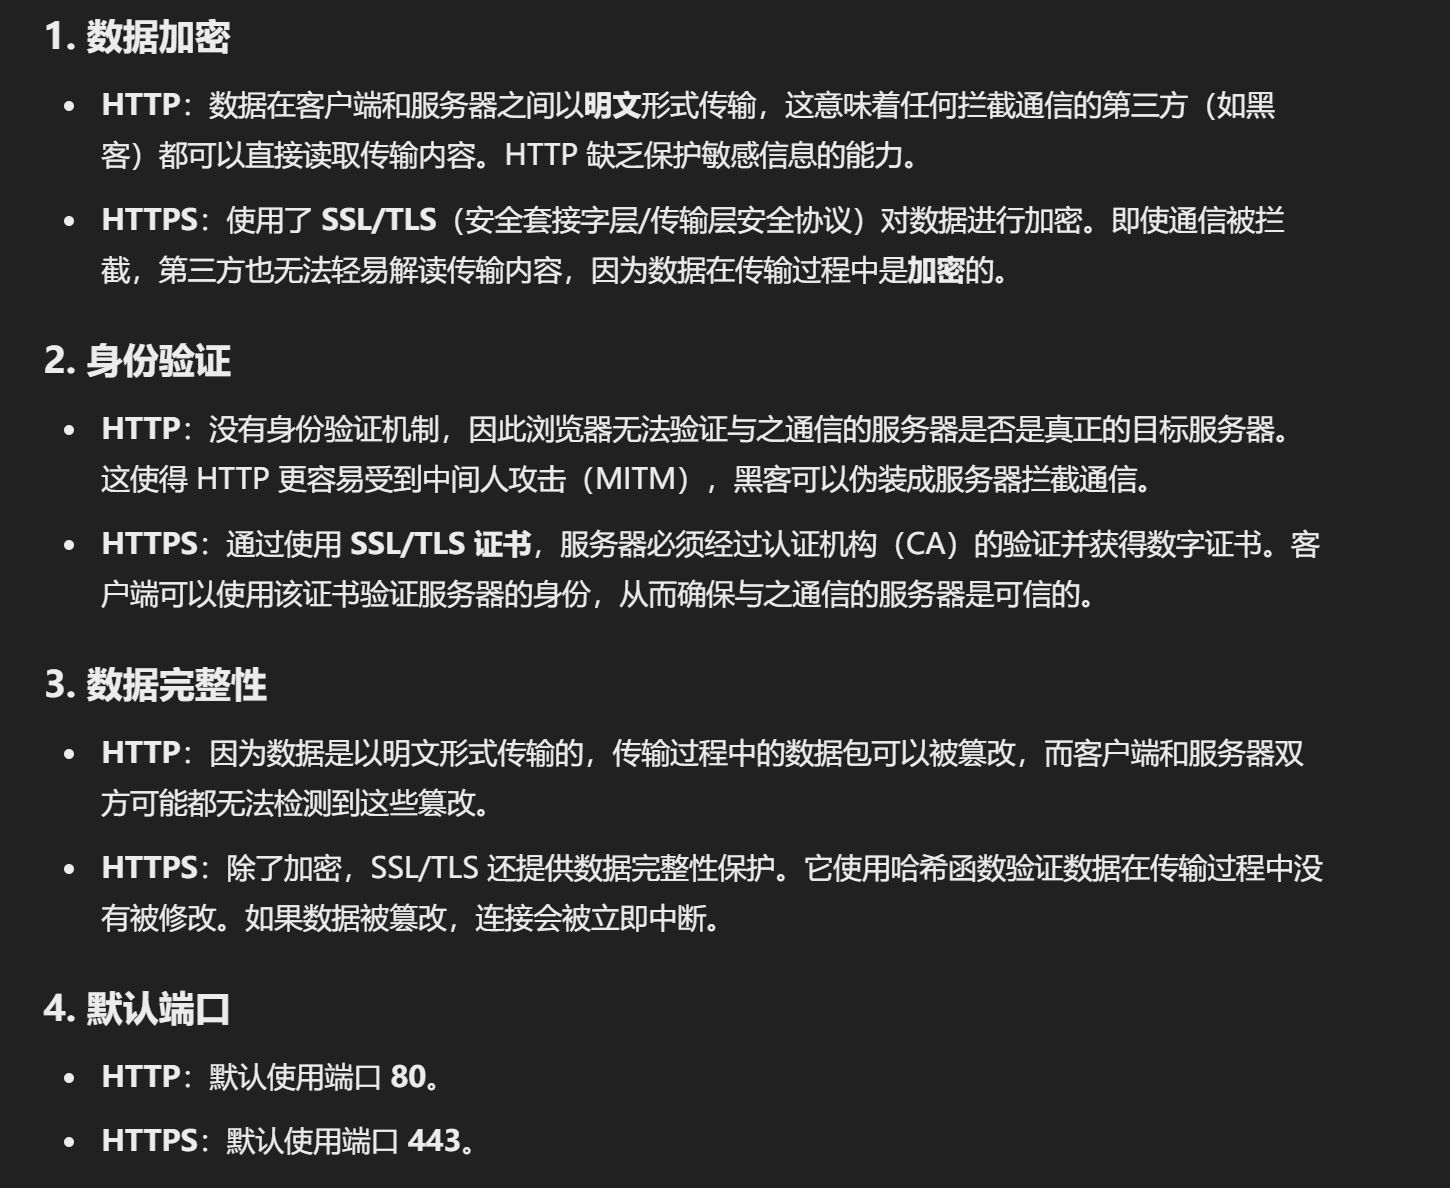 1. 数据加密
• HTTP：数据在客户端和服务器之间以明文形式传输，这意味着任何拦截通信的第三方（如黑
客）都可以直接读取传输内容。HTTP 缺乏保护敏感信息的能力。
• HTTPS：使用了 SSL/TLS（安全套接字层/传输层安全协议）对数据进行加密。即使通信被拦
截，第三方也无法轻易解读传输内容，因为数据在传输过程中是加密的。
2. 身份验证
• HTTP：没有身份验证机制，因此浏览器无法验证与之通信的服务器是否是真正的目标服务器。
这使得 HTTP 更容易受到中间人攻击（MITM），黑客可以伪装成服务器拦截通信。
• HTTPS：通过使用 SSL/TLS 证书，服务器必须经过认证机构（CA）的验证并获得数字证书。客
户端可以使用该证书验证服务器的身份，从而确保与之通信的服务器是可信的。
3. 数据完整性
• HTTP：因为数据是以明文形式传输的，传输过程中的数据包可以被篡改，而客户端和服务器双
方可能都无法检测到这些篡改。
• HTTPS：除了加密，SSL/TLS 还提供数据完整性保护。它使用哈希函数验证数据在传输过程中没
有被修改。如果数据被篡改，连接会被立即中断。
4. 默认端口
• HTTP：默认使用端口 80。
• HTTPS：默认使用端口 443。